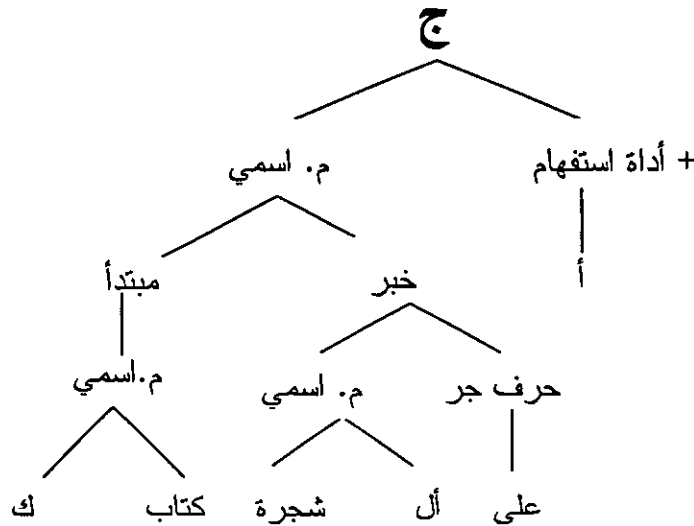 ج
+ أداة استفهام م. اسمي
أ خبر مبتدأ
حرف جر م. اسمي م.اسمي
على أل شجرة كتاب ك